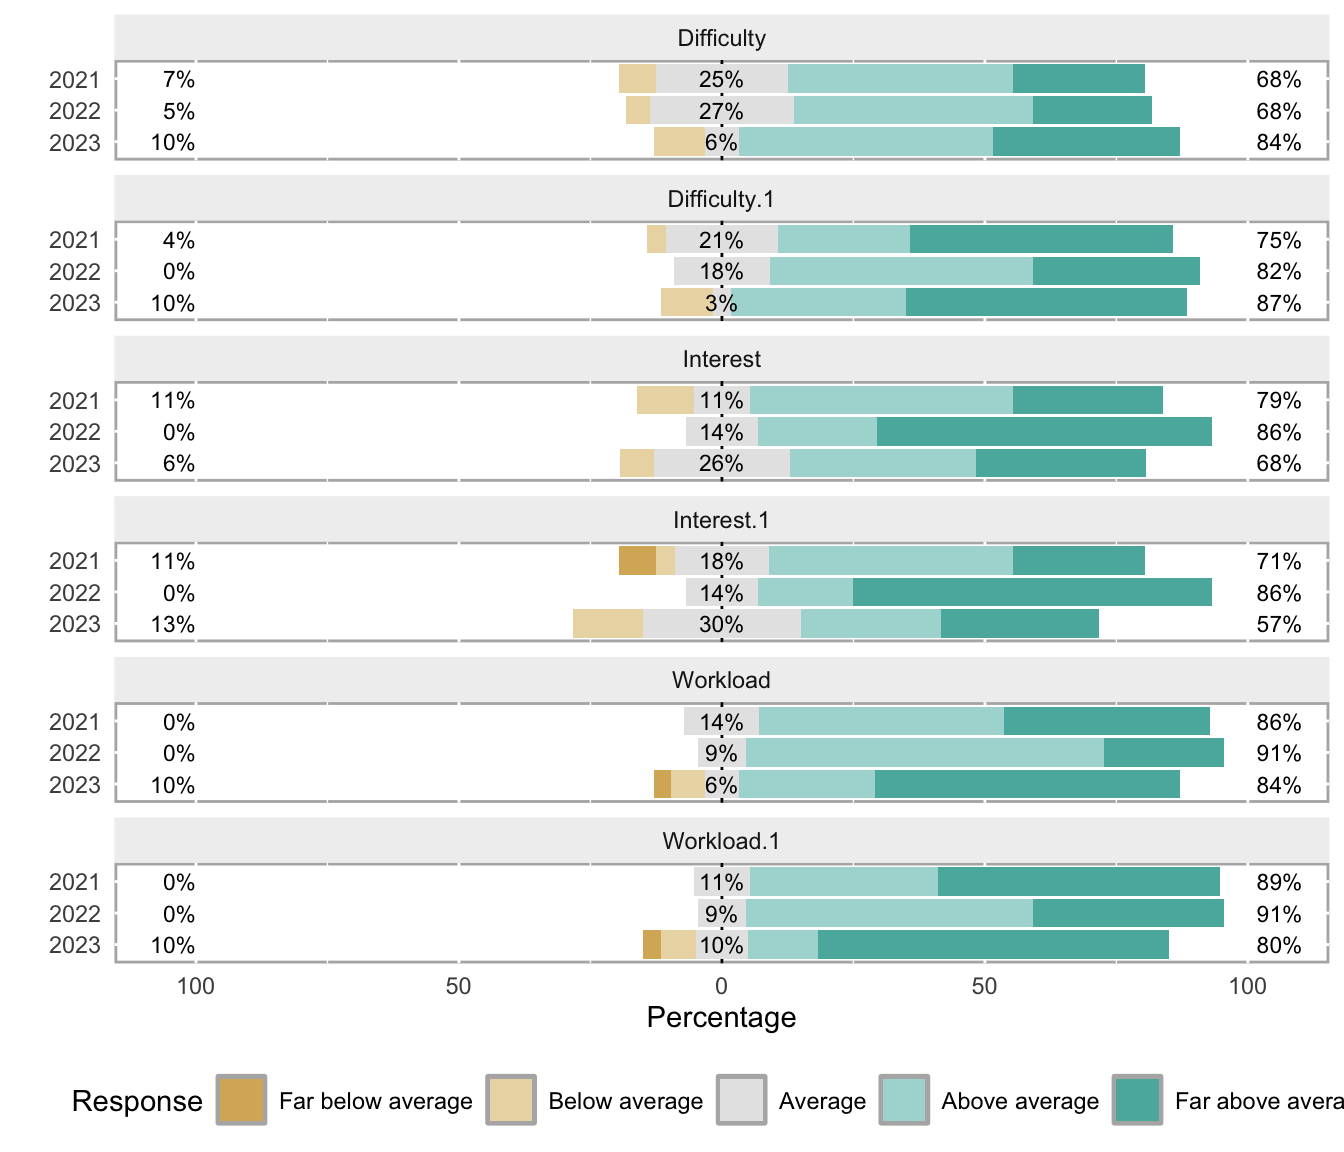 Difficulty
2021 7% 25% 68%
2022 5% 27% 68%
2023 10% 6% 84%
Difficulty.1
2021 4% 21% 75%
2022 0% 18% 82%
2023 10% 3% 87%
Interest
2021 11% 11% 79%
2022 0% 14% 86%
2023 6% 26% 68%
Interest.1
2021 11% 18% 71%
2022 0% 14% 86%
2023 13% 30% 57%
Workload
2021 0% 14% 86%
2022 0% 9% 91%
2023 10% 6% 84%
Workload.1
2021 0% 11% 89%
2022 0% 9% 91%
2023 10% 10% 80%
100 50 0 50 100
Percentage
Response Far below average Below average Average Above average Far above avera